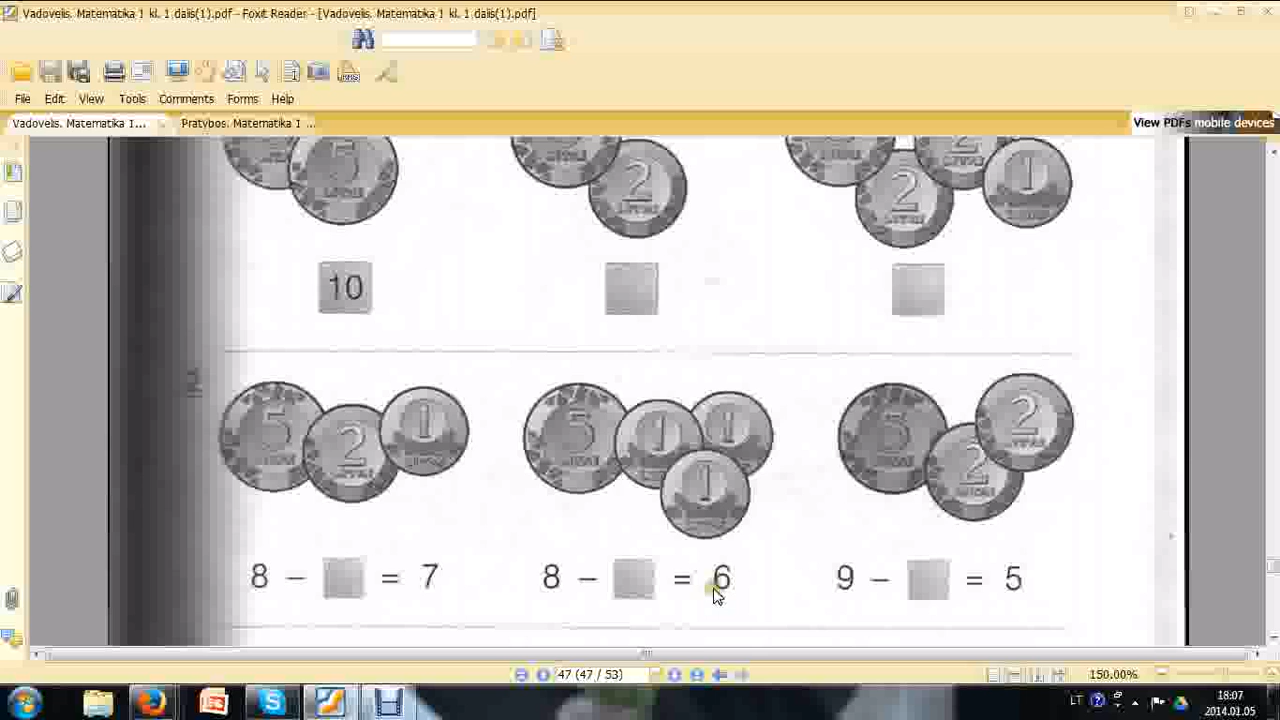 Vadovelis. Matematika 1 kl. 1 dalis(1).pdf - Foxit Reader - [Vadovelis. Matematika 1 kl. 1 dalis(1).pdf]
File Edit View Tools Comments Forms Help
Vadovelis. Matematika 1... Pratybos. Matematika 1 ... View PDFs mobile devices
5 2 2 1
10
5 2 1 5 1 1 1 5 2 2
8 – = 7 8 – = 6 9 – = 5
47 (47 / 53) 150.00%
LT 18:07
2014.01.05